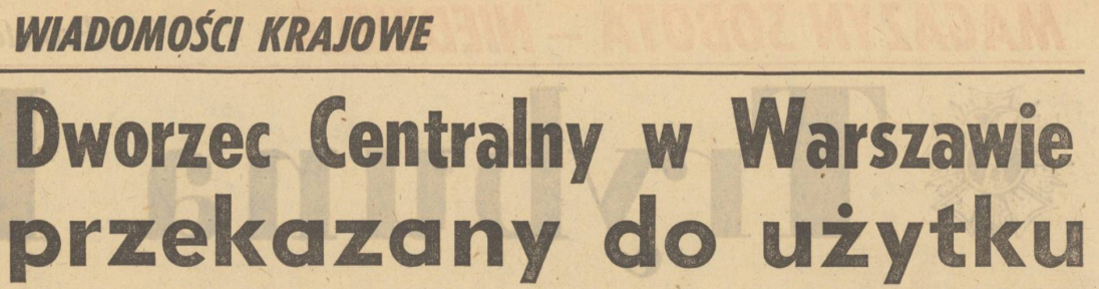 WIADOMOŚCI KRAJOWE
Dworzec Centralny w Warszawie
przekazany do użytku